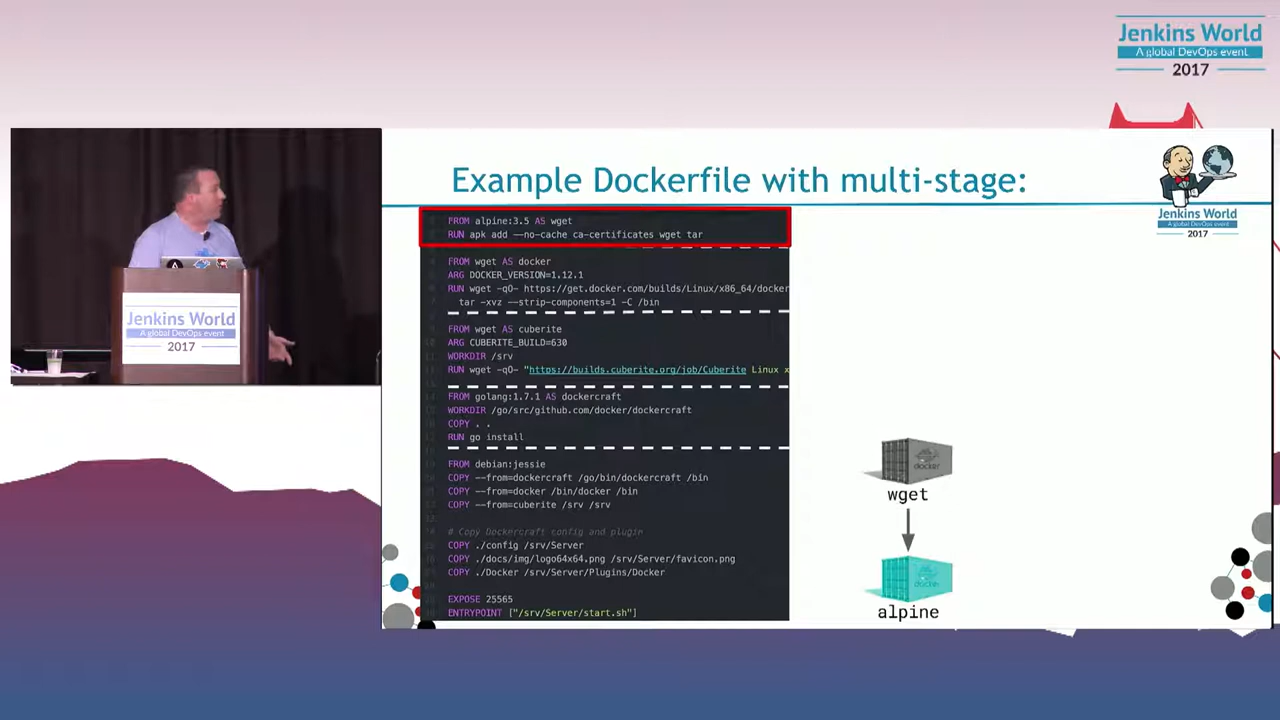 Jenkins World
A global DevOps event
2017
Example Dockerfile with multi-stage:
Jenkins World
2017
FROM alpine:3.5 AS wget
RUN apk add --no-cache ca-certificates wget tar
FROM wget AS docker
ARG DOCKER_VERSION=1.12.1
RUN wget -qO- https://get.docker.com/builds/Linux/x86_64/docker
tar -xvz --strip-components=1 -C /bin
FROM wget AS cuberite
ARG CUBERITE_BUILD=630
WORKDIR /srv
RUN wget -qO- "https://builds.cuberite.org/job/Cuberite Linux x
FROM golang:1.7.1 AS dockercraft
WORKDIR /go/src/github.com/docker/dockercraft
COPY . .
RUN go install
FROM debian:jessie
COPY --from=dockercraft /go/bin/dockercraft /bin
COPY --from=docker /bin/docker /bin
COPY --from=cuberite /srv /srv
# Copy Dockercraft config and plugin
COPY ./config /srv/Server
COPY ./docs/img/logo64x64.png /srv/Server/favicon.png
COPY ./Docker /srv/Server/Plugins/Docker
EXPOSE 25565
ENTRYPOINT ["/srv/Server/start.sh"]
docker
wget
docker
alpine
Jenkins World
A global DevOps event
2017